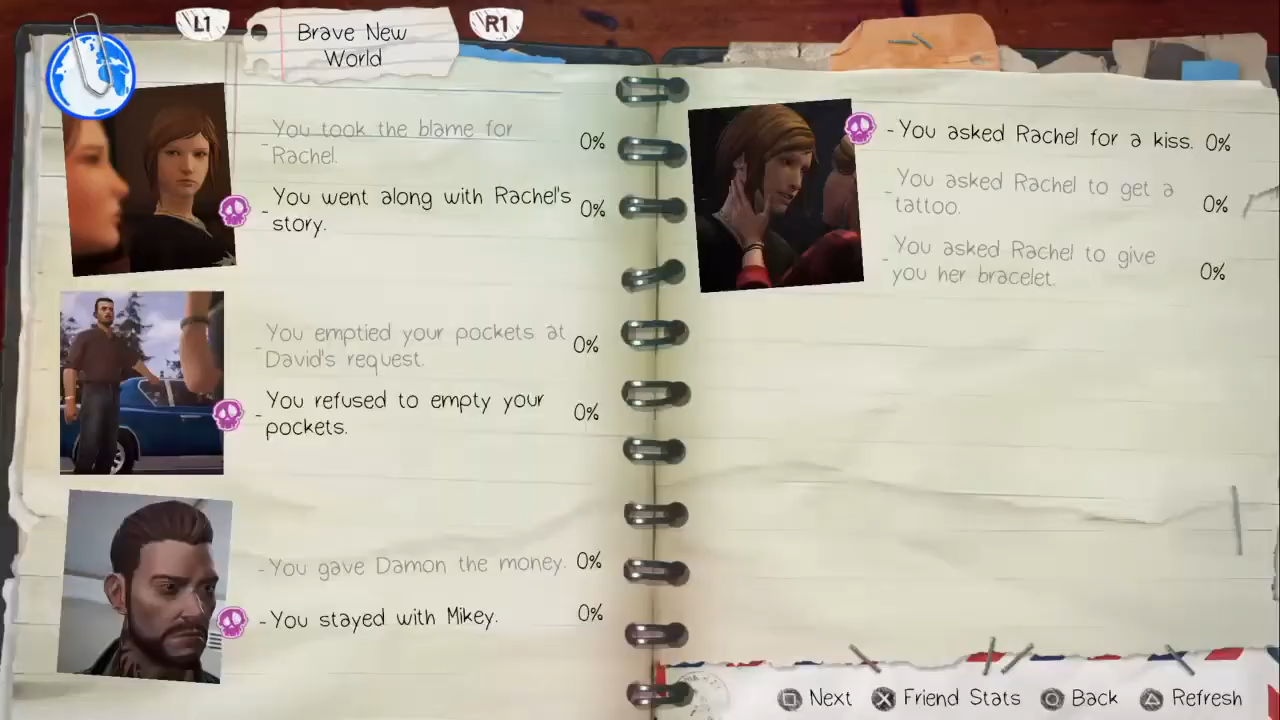 L1
Brave New
World
R1
You took the blame for
- Rachel.
0%
You went along with Rachel's
- story.
0%
You emptied your pockets at
- David's request.
0%
- You refused to empty your
pockets.
0%
-You gave Damon the money. 0%
-You stayed with Mikey. 0%
-You asked Rachel for a kiss. 0%
You asked Rachel to get a
- tattoo.
0%
You asked Rachel to give
- you her bracelet.
0%
Next Friend Stats Back Refresh